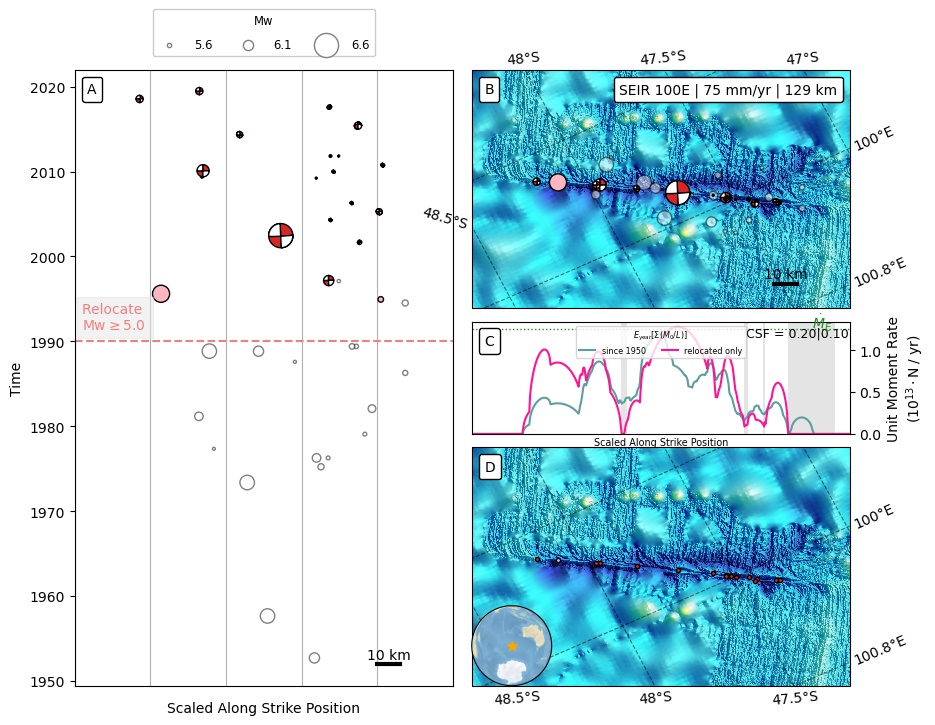 Mw
5.6 6.1 6.6
A
2020
2010
2000
1990
1980
1970
1960
1950
Time
Relocate
Mw ≥ 5.0
10 km
Scaled Along Strike Position
48°S 47.5°S 47°S
B
SEIR 100E | 75 mm/yr | 129 km
48.5°S
100°E
100.8°E
10 km
C
E_year[Σ(M₀/L)]
since 1950 relocated only
Ṁ_E
CSF = 0.20|0.10
1.0
0.5
0.0
Unit Moment Rate
(10¹³ · N / yr)
Scaled Along Strike Position
D
100°E
100.8°E
48.5°S 48°S 47.5°S